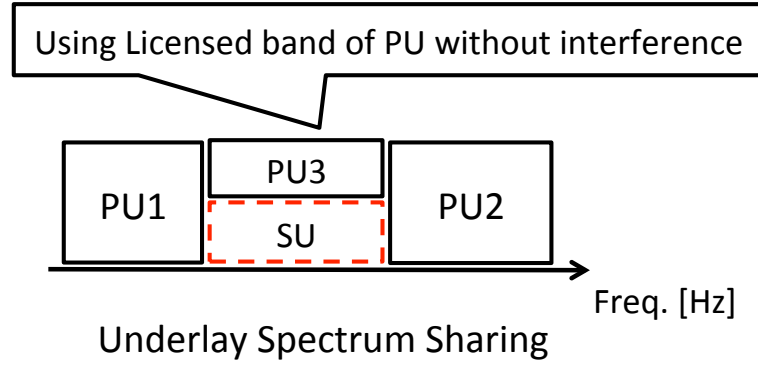 Using Licensed band of PU without interference
PU1
PU3
PU2
SU
Freq. [Hz]
Underlay Spectrum Sharing